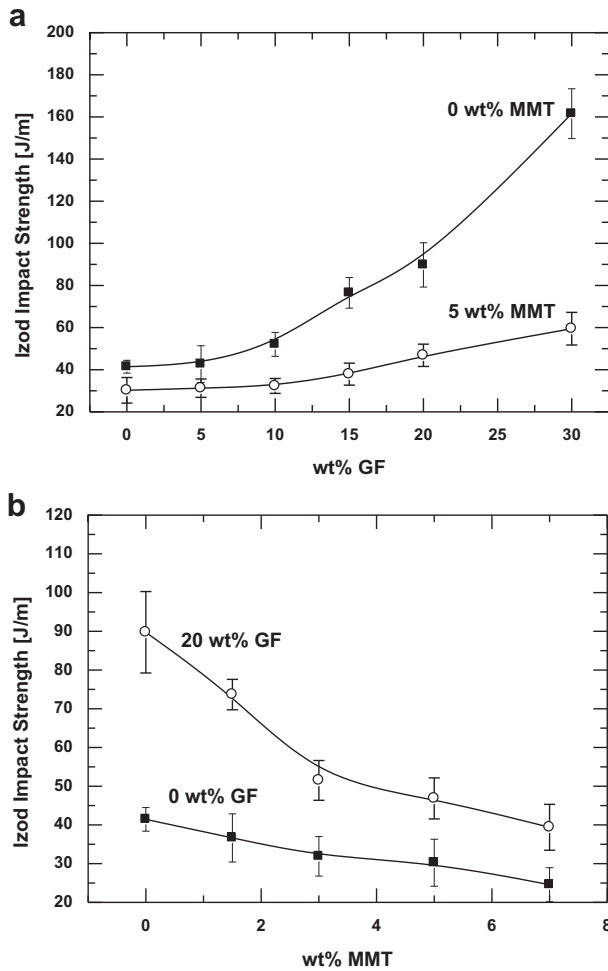 a
200
180
160
140
120
100
80
60
40
20
Izod Impact Strength [J/m]
0 wt% MMT
5 wt% MMT
0 5 10 15 20 25 30
wt% GF
b
120
110
100
90
80
70
60
50
40
30
20
Izod Impact Strength [J/m]
20 wt% GF
0 wt% GF
0 2 4 6 8
wt% MMT